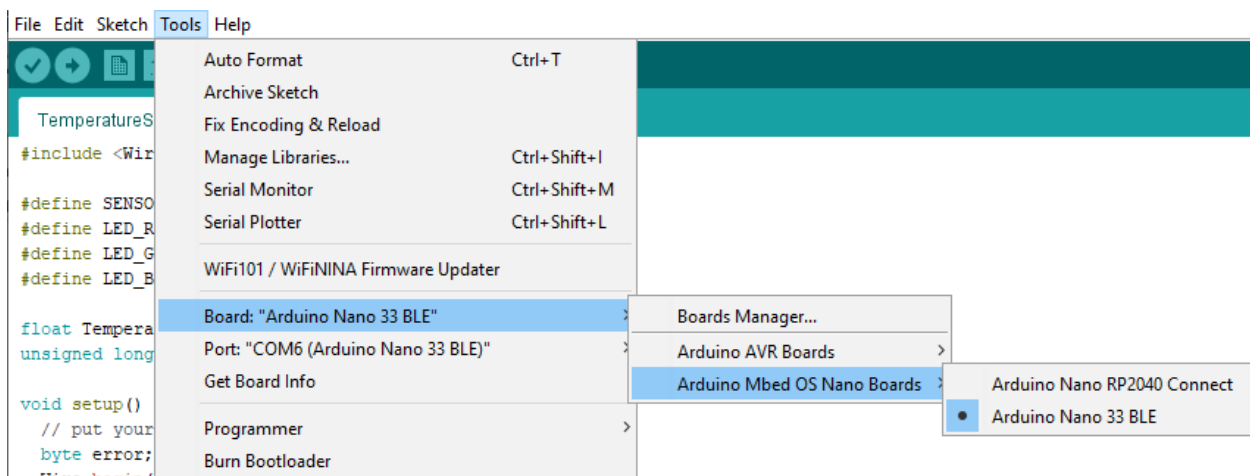 File Edit Sketch Tools Help
Auto Format Ctrl+T
Archive Sketch
TemperatureS
Fix Encoding & Reload
#include <Wir
Manage Libraries... Ctrl+Shift+I
Serial Monitor Ctrl+Shift+M
#define SENSO
Serial Plotter Ctrl+Shift+L
#define LED_R
#define LED_G
WiFi101 / WiFiNINA Firmware Updater
#define LED_B
Board: "Arduino Nano 33 BLE"
Boards Manager...
float Tempera
Port: "COM6 (Arduino Nano 33 BLE)"
Arduino AVR Boards
unsigned long
Get Board Info
Arduino Mbed OS Nano Boards
Arduino Nano RP2040 Connect
void setup()
Arduino Nano 33 BLE
// put your
Programmer
byte error;
Burn Bootloader